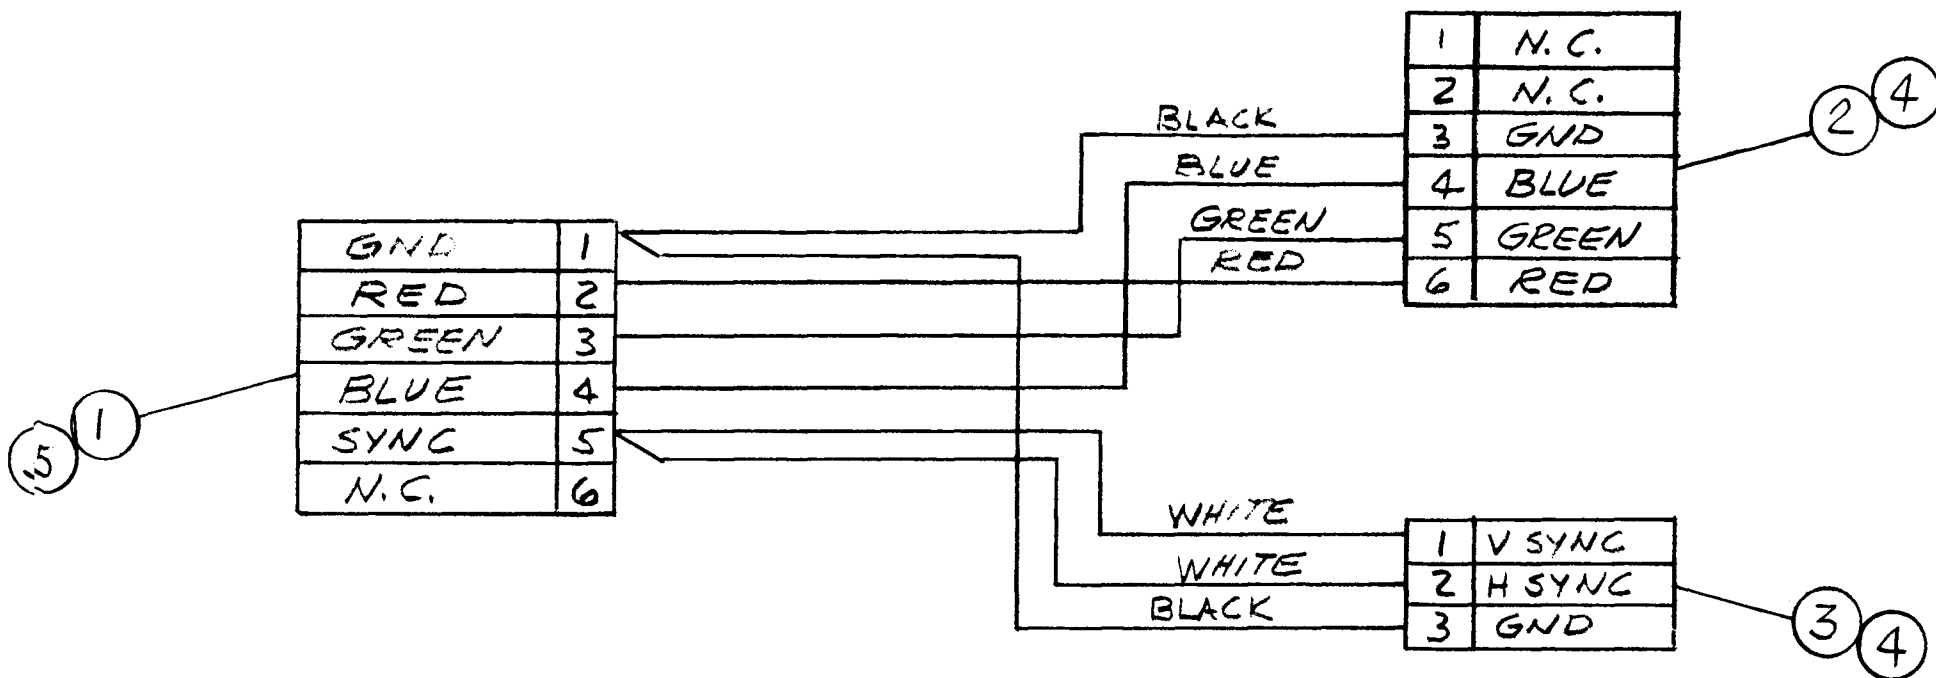 1 N.C.
2 N.C.
3 GND
4 BLUE
5 GREEN
6 RED
2 4
BLACK
BLUE
GREEN
RED
GND 1
RED 2
GREEN 3
BLUE 4
SYNC 5
N.C. 6
5 1
WHITE
WHITE
BLACK
1 V SYNC
2 H SYNC
3 GND
3 4